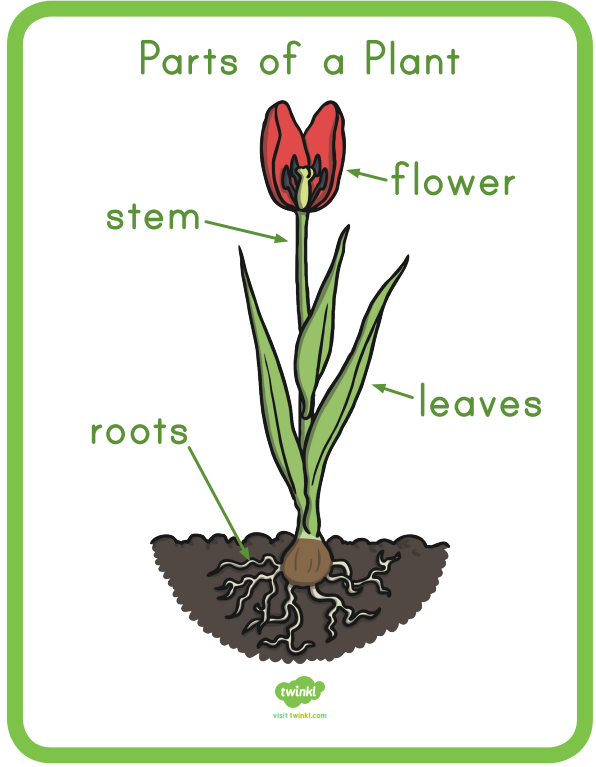 Parts of a Plant
flower
stem
leaves
roots
twinkl
visit twinkl.com